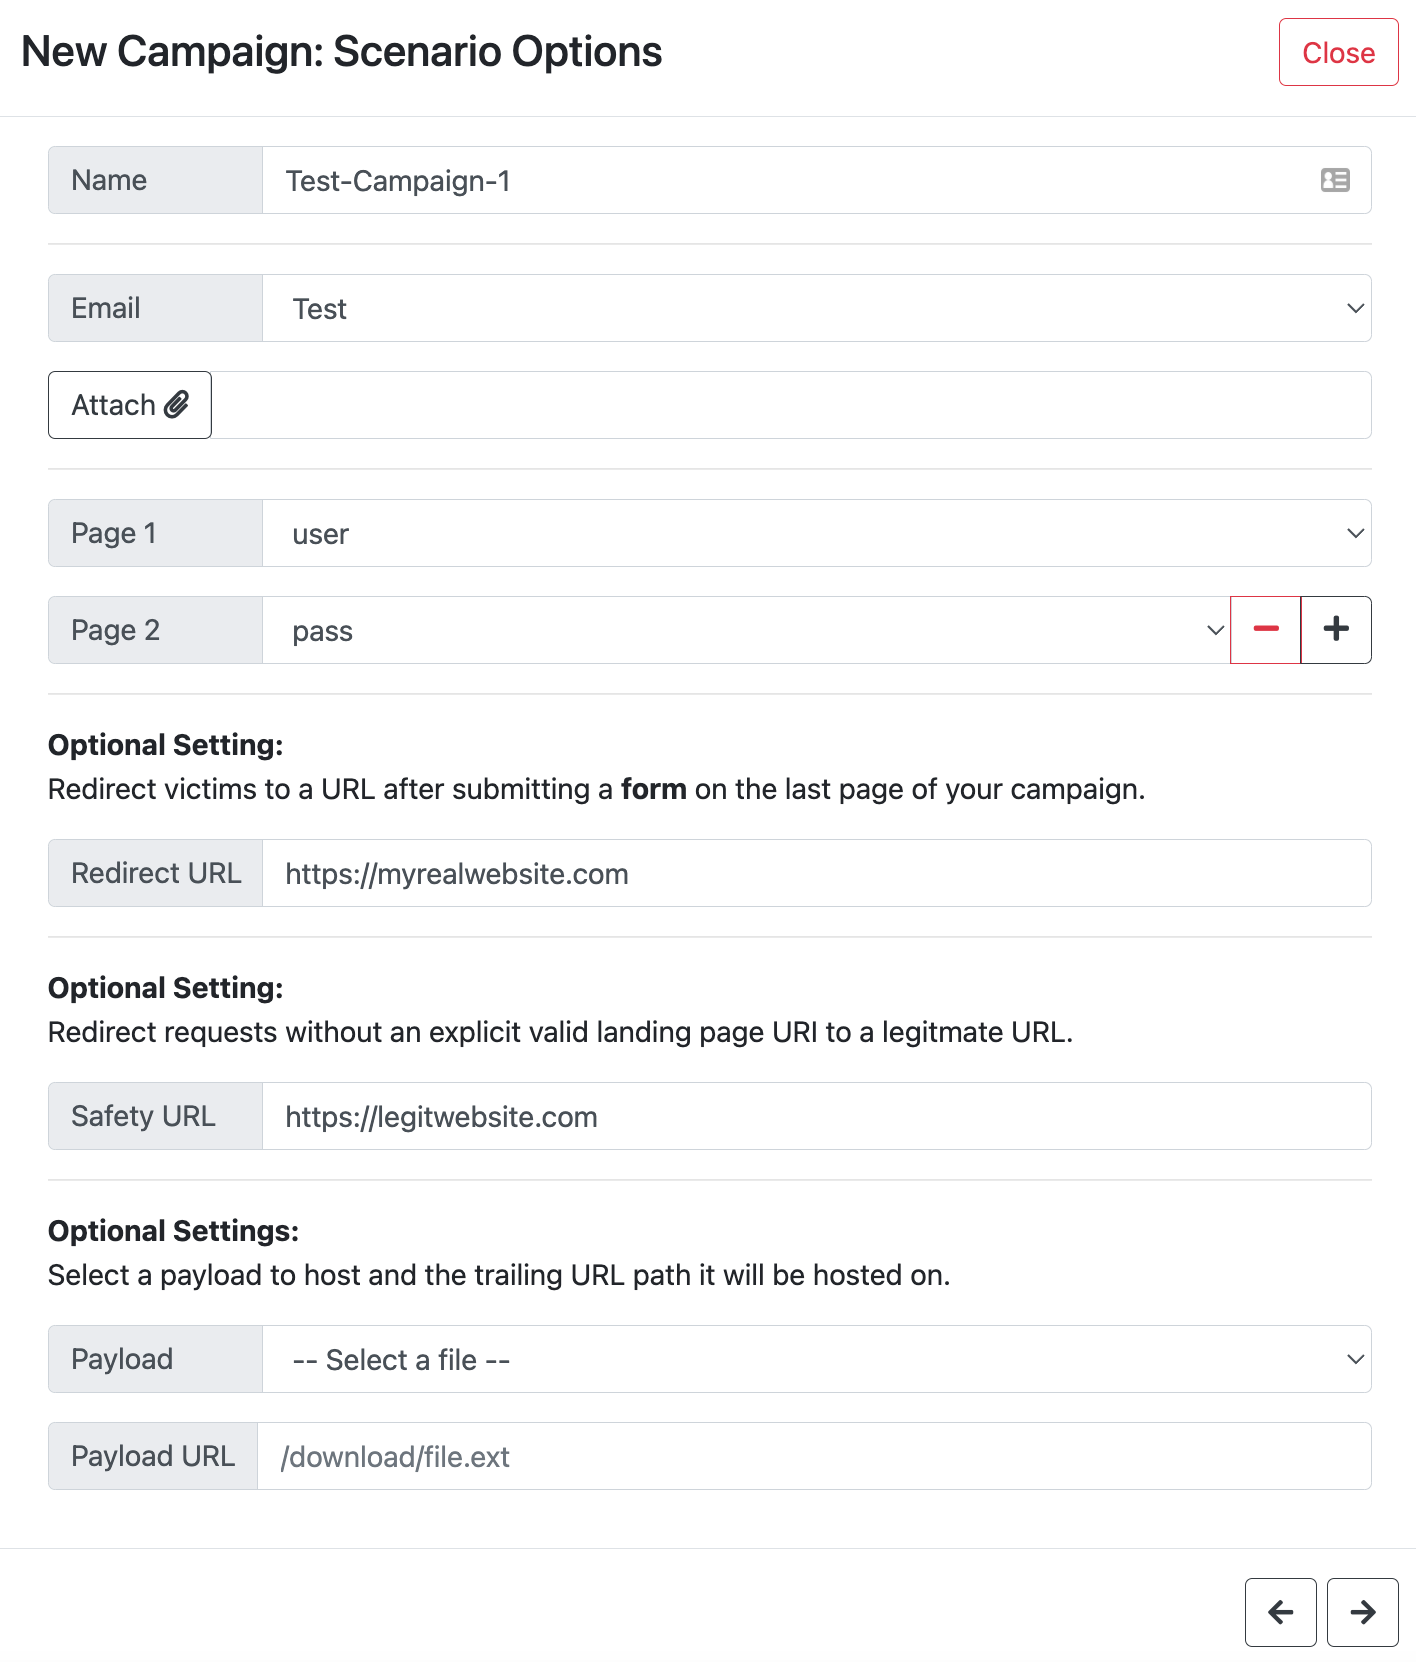 New Campaign: Scenario Options
Close
Name
Test-Campaign-1
Email
Test
Attach
Page 1
user
Page 2
pass
Optional Setting:
Redirect victims to a URL after submitting a form on the last page of your campaign.
Redirect URL
https://myrealwebsite.com
Optional Setting:
Redirect requests without an explicit valid landing page URI to a legitmate URL.
Safety URL
https://legitwebsite.com
Optional Settings:
Select a payload to host and the trailing URL path it will be hosted on.
Payload
-- Select a file --
Payload URL
/download/file.ext